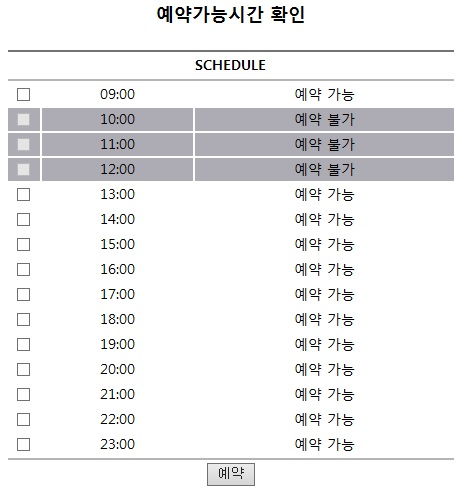 예약가능시간 확인
SCHEDULE
09:00 예약 가능
10:00 예약 불가
11:00 예약 불가
12:00 예약 불가
13:00 예약 가능
14:00 예약 가능
15:00 예약 가능
16:00 예약 가능
17:00 예약 가능
18:00 예약 가능
19:00 예약 가능
20:00 예약 가능
21:00 예약 가능
22:00 예약 가능
23:00 예약 가능
예약